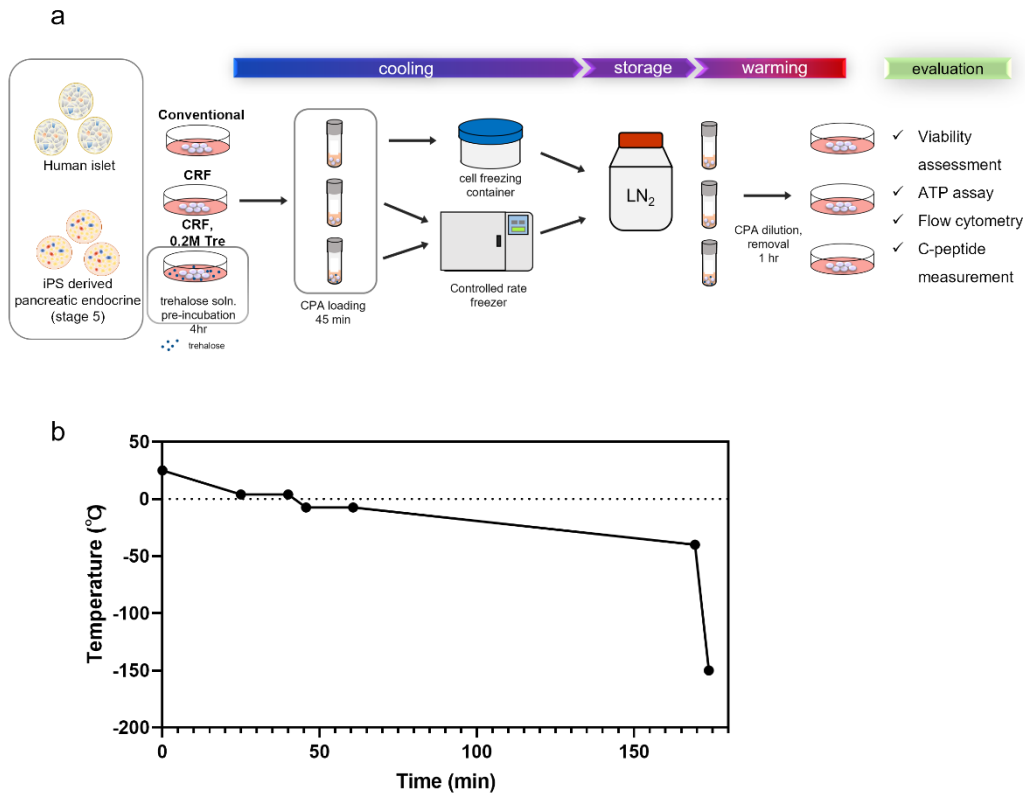 a
cooling
storage
warming
evaluation
Human islet
iPS derived
pancreatic endocrine
(stage 5)
Conventional
CRF
CRF,
0.2M Tre
trehalose soln.
pre-incubation
4hr
trehalose
CPA loading
45 min
cell freezing
container
Controlled rate
freezer
LN2
CPA dilution,
removal
1 hr
✓ Viability
assessment
✓ ATP assay
✓ Flow cytometry
✓ C-peptide
measurement
b
Temperature (℃)
50
0
-50
-100
-150
-200
0
50
100
150
Time (min)